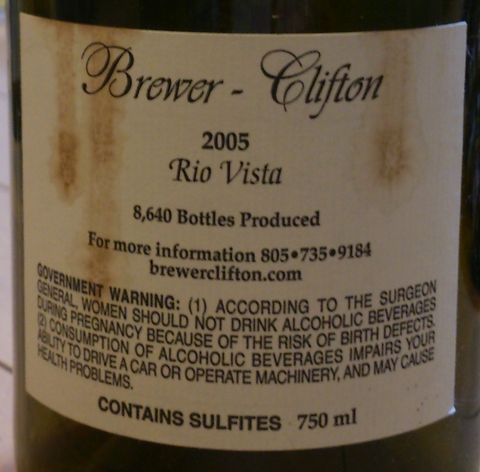 Brewer - Clifton
2005
Rio Vista
8,640 Bottles Produced
For more information 805•735•9184
brewerclifton.com
GOVERNMENT WARNING: (1) ACCORDING TO THE SURGEON
GENERAL, WOMEN SHOULD NOT DRINK ALCOHOLIC BEVERAGES
DURING PREGNANCY BECAUSE OF THE RISK OF BIRTH DEFECTS.
(2) CONSUMPTION OF ALCOHOLIC BEVERAGES IMPAIRS YOUR
ABILITY TO DRIVE A CAR OR OPERATE MACHINERY, AND MAY CAUSE
HEALTH PROBLEMS.
CONTAINS SULFITES 750 ml